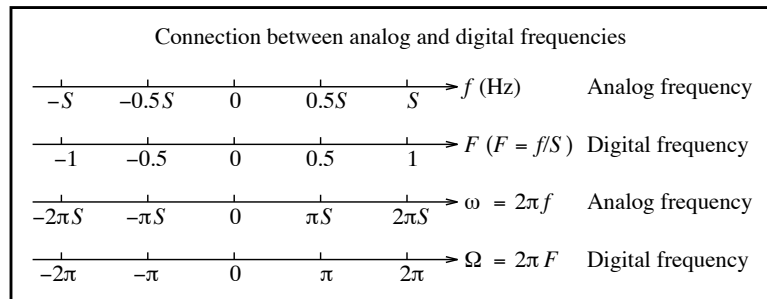 Connection between analog and digital frequencies
f (Hz) Analog frequency
−S −0.5S 0 0.5S S
F (F = f/S) Digital frequency
−1 −0.5 0 0.5 1
ω = 2πf Analog frequency
−2πS −πS 0 πS 2πS
Ω = 2πF Digital frequency
−2π −π 0 π 2π